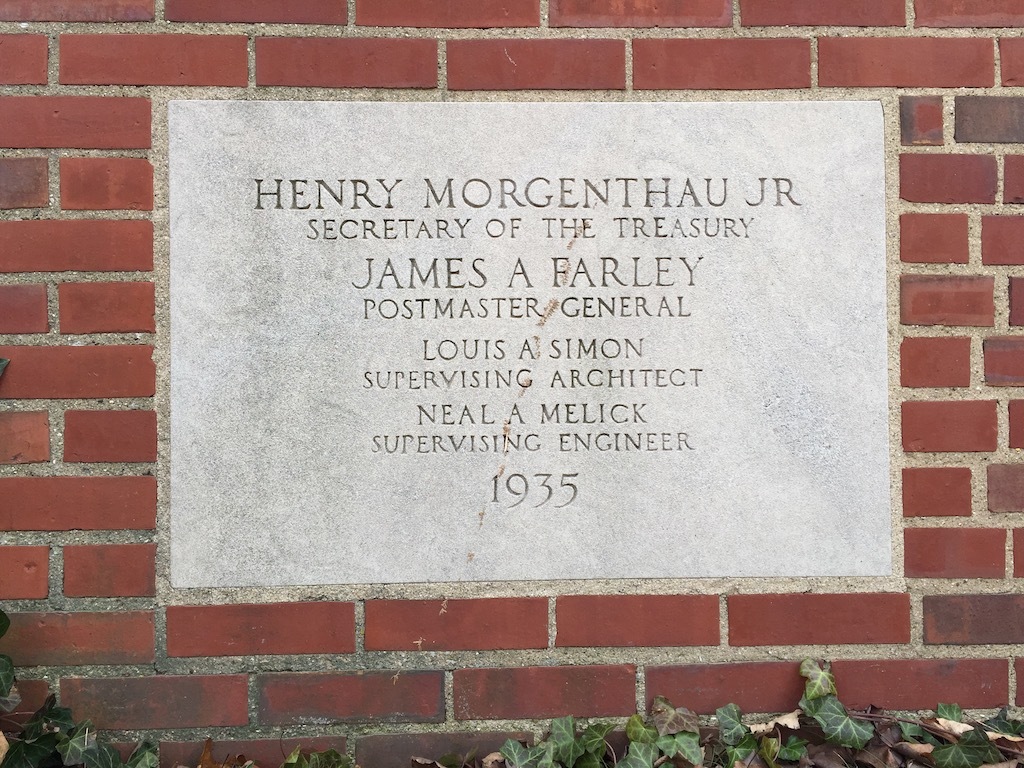 HENRY MORGENTHAU JR
SECRETARY OF THE TREASURY
JAMES A FARLEY
POSTMASTER GENERAL
LOUIS A SIMON
SUPERVISING ARCHITECT
NEAL A MELICK
SUPERVISING ENGINEER
1935